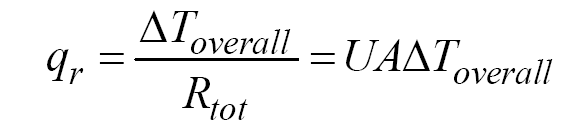 q_r = ΔT_overall / R_tot = UAΔT_overall